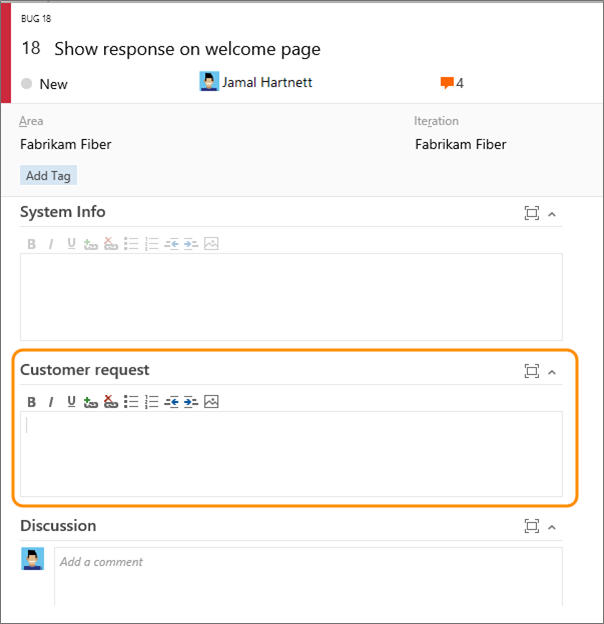 BUG 18
18 Show response on welcome page
New Jamal Hartnett 4
Area Iteration
Fabrikam Fiber Fabrikam Fiber
Add Tag
System Info
B I U
Customer request
B I U
Discussion
Add a comment